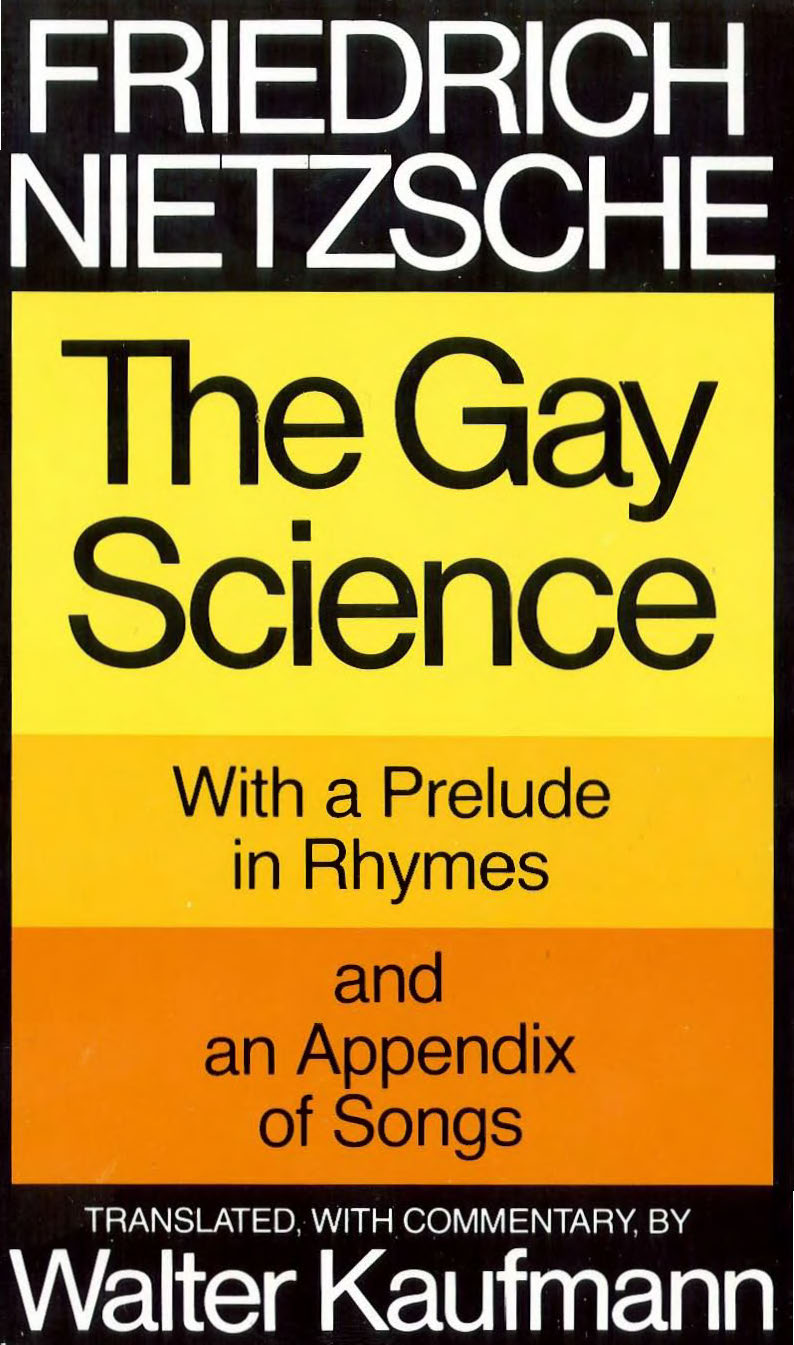 FRIEDRICH
NIETZSCHE
The Gay
Science
With a Prelude
in Rhymes
and
an Appendix
of Songs
TRANSLATED, WITH COMMENTARY, BY
Walter Kaufmann